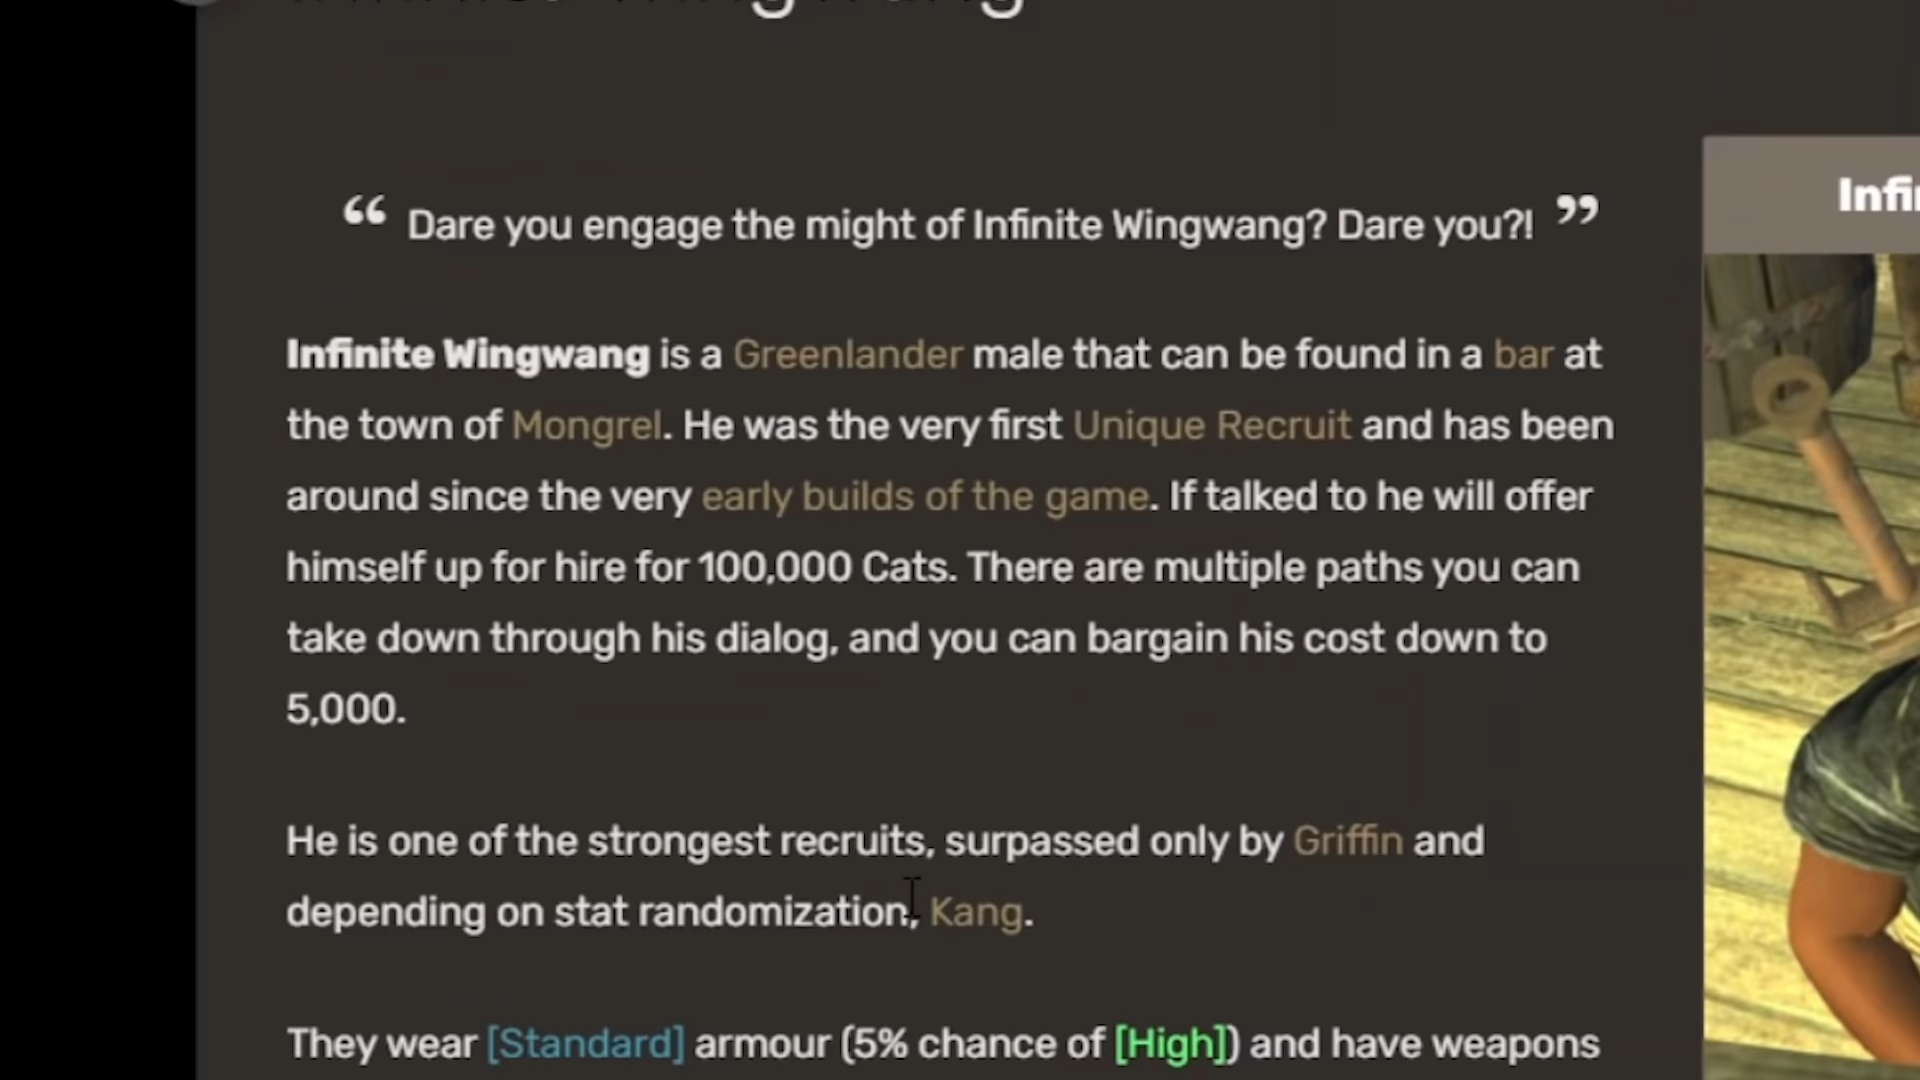 “ Dare you engage the might of Infinite Wingwang? Dare you?! ”
Infinite Wingwang is a Greenlander male that can be found in a bar at
the town of Mongrel. He was the very first Unique Recruit and has been
around since the very early builds of the game. If talked to he will offer
himself up for hire for 100,000 Cats. There are multiple paths you can
take down through his dialog, and you can bargain his cost down to
5,000.
He is one of the strongest recruits, surpassed only by Griffin and
depending on stat randomization, Kang.
They wear [Standard] armour (5% chance of [High]) and have weapons